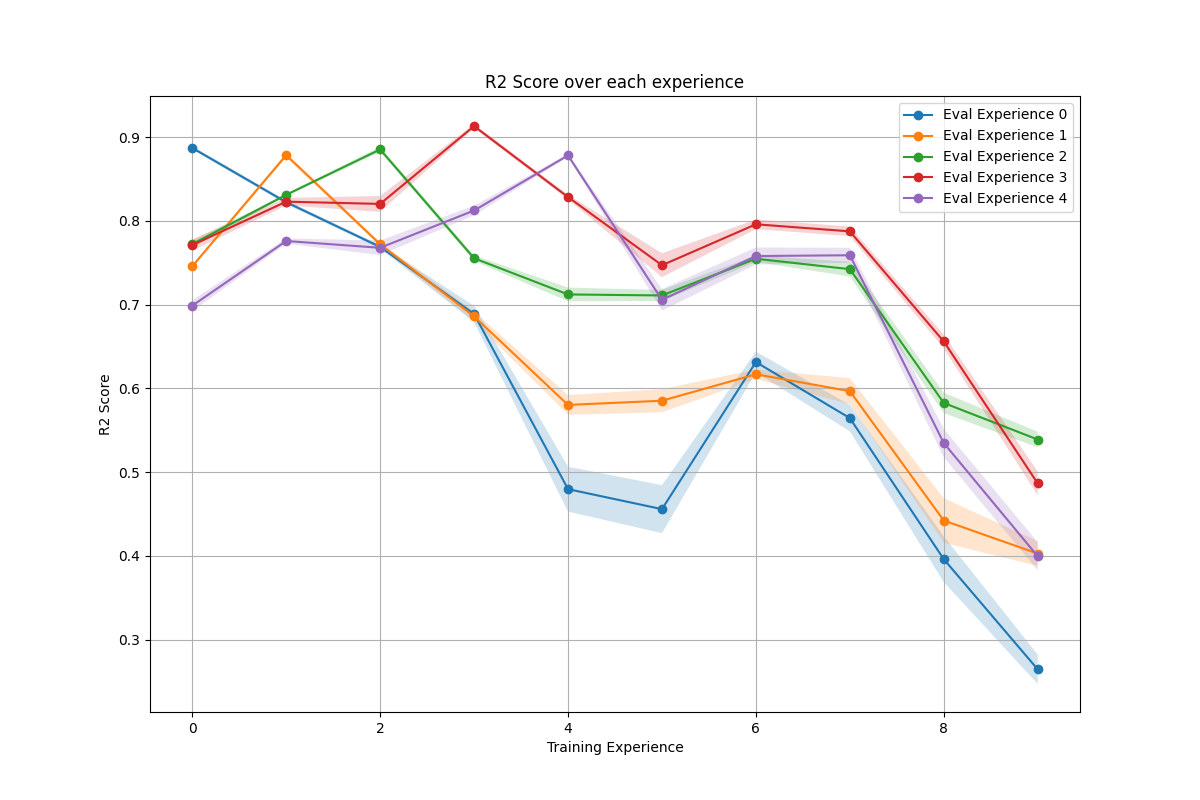 R2 Score over each experience
Eval Experience 0
Eval Experience 1
Eval Experience 2
Eval Experience 3
Eval Experience 4
R2 Score
0.9
0.8
0.7
0.6
0.5
0.4
0.3
0 2 4 6 8
Training Experience